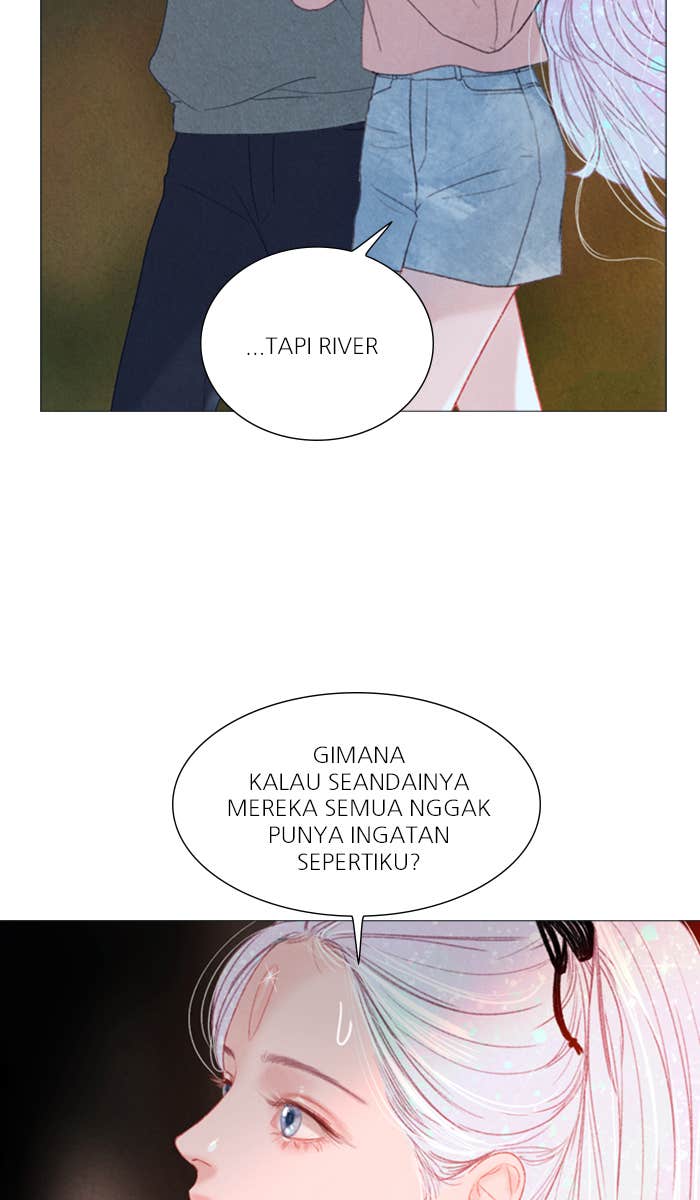 ...TAPI RIVER
GIMANA
KALAU SEANDAINYA
MEREKA SEMUA NGGAK
PUNYA INGATAN
SEPERTIKU?